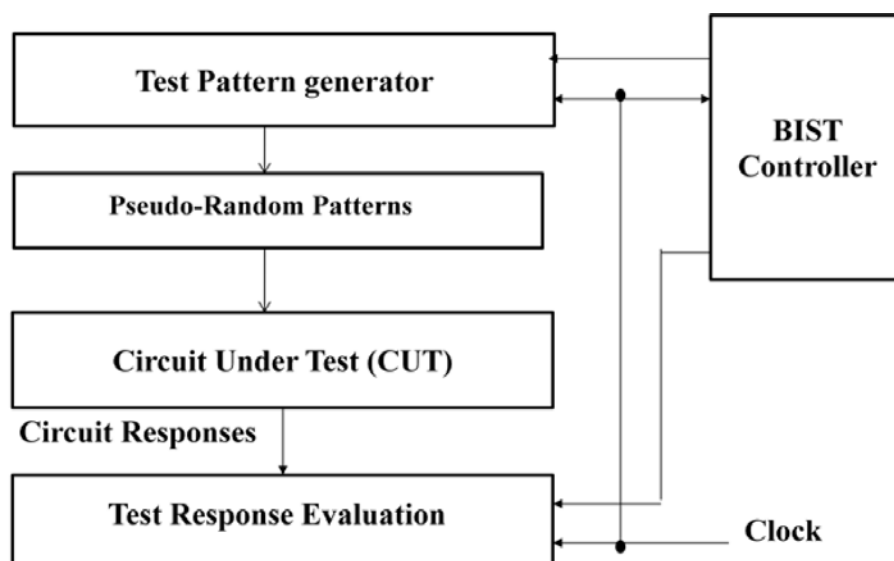 Test Pattern generator
BIST
Controller
Pseudo-Random Patterns
Circuit Under Test (CUT)
Circuit Responses
Test Response Evaluation
Clock